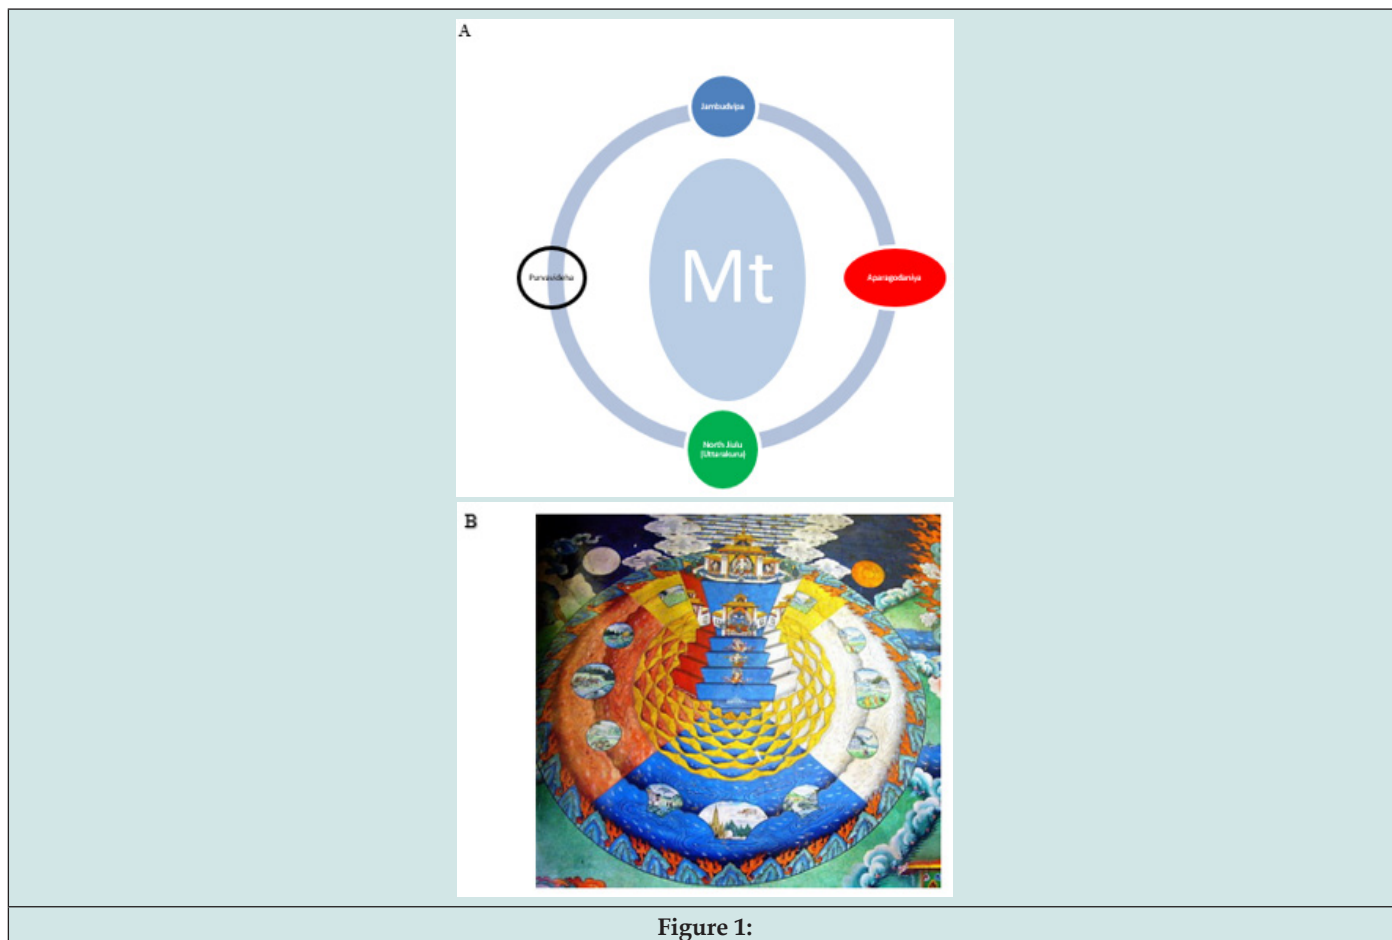 A
Jambudvipa
Mt
Purvavideha
Aparagodaniya
North Jiulu
(Uttarakuru)
B
Figure 1: